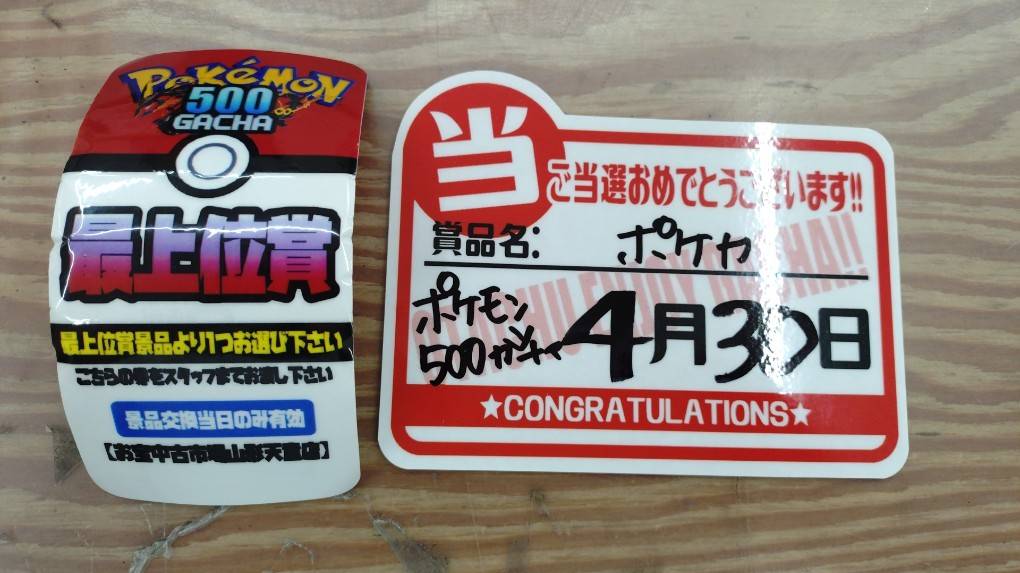 Pokémon
500
GACHA
最上位賞
最上位賞景品より1つお選び下さい
こちらの券をスタッフまでお渡し下さい
景品交換当日のみ有効
【お宝中古市場山形天童店】
当
ご当選おめでとうございます!!
賞品名:
ポケカ
ポケモン
500ガチャ
4月30日
★CONGRATULATIONS★